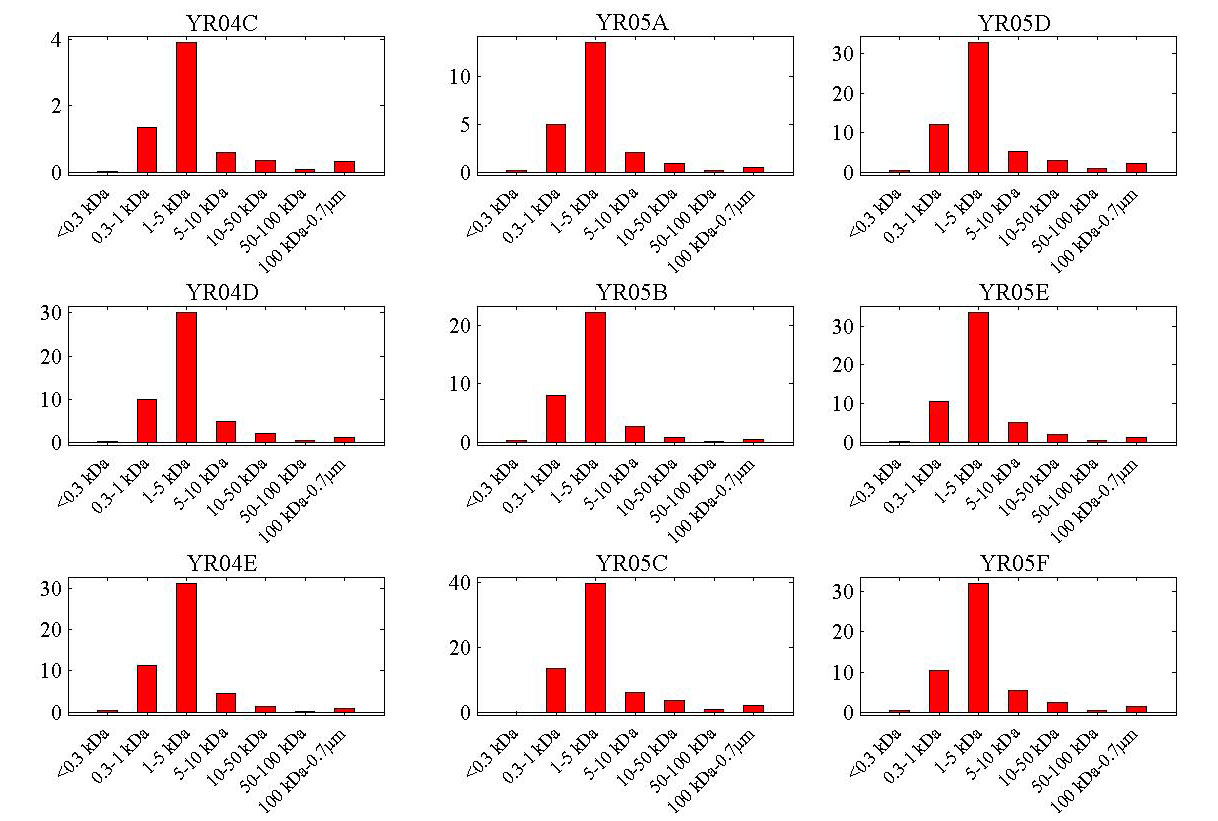 YR04C
4
2
0
<0.3 kDa
0.3-1 kDa
1-5 kDa
5-10 kDa
10-50 kDa
50-100 kDa
100 kDa-0.7μm
YR05A
10
5
0
<0.3 kDa
0.3-1 kDa
1-5 kDa
5-10 kDa
10-50 kDa
50-100 kDa
100 kDa-0.7μm
YR05D
30
20
10
0
<0.3 kDa
0.3-1 kDa
1-5 kDa
5-10 kDa
10-50 kDa
50-100 kDa
100 kDa-0.7μm
YR04D
30
20
10
0
<0.3 kDa
0.3-1 kDa
1-5 kDa
5-10 kDa
10-50 kDa
50-100 kDa
100 kDa-0.7μm
YR05B
20
10
0
<0.3 kDa
0.3-1 kDa
1-5 kDa
5-10 kDa
10-50 kDa
50-100 kDa
100 kDa-0.7μm
YR05E
30
20
10
0
<0.3 kDa
0.3-1 kDa
1-5 kDa
5-10 kDa
10-50 kDa
50-100 kDa
100 kDa-0.7μm
YR04E
30
20
10
0
<0.3 kDa
0.3-1 kDa
1-5 kDa
5-10 kDa
10-50 kDa
50-100 kDa
100 kDa-0.7μm
YR05C
40
20
0
<0.3 kDa
0.3-1 kDa
1-5 kDa
5-10 kDa
10-50 kDa
50-100 kDa
100 kDa-0.7μm
YR05F
30
20
10
0
<0.3 kDa
0.3-1 kDa
1-5 kDa
5-10 kDa
10-50 kDa
50-100 kDa
100 kDa-0.7μm